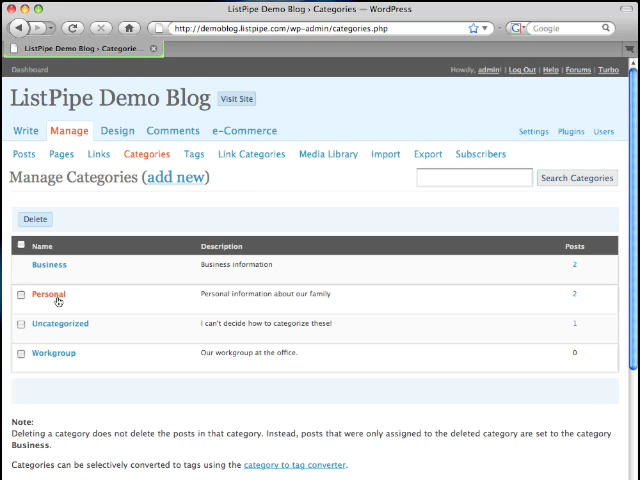 ListPipe Demo Blog › Categories — WordPress
http://demoblog.listpipe.com/wp-admin/categories.php
Google
ListPipe Demo Blog › Categorie...
Dashboard
Howdy, admin! | Log Out | Help | Forums | Turbo
ListPipe Demo Blog
Visit Site
Write Manage Design Comments e-Commerce
Settings Plugins Users
Posts Pages Links Categories Tags Link Categories Media Library Import Export Subscribers
Manage Categories (add new)
Search Categories
Delete
Name Description Posts
Business Business information 2
Personal Personal information about our family 2
Uncategorized I can't decide how to categorize these! 1
Workgroup Our workgroup at the office. 0
Note:
Deleting a category does not delete the posts in that category. Instead, posts that were only assigned to the deleted category are set to the category
Business.
Categories can be selectively converted to tags using the category to tag converter.